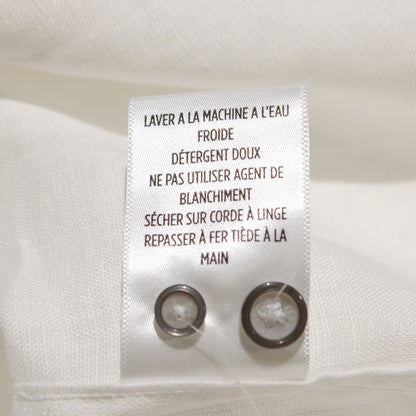 LAVER A LA MACHINE A L'EAU
FROIDE
DÉTERGENT DOUX
NE PAS UTILISER AGENT DE
BLANCHIMENT
SÉCHER SUR CORDE À LINGE
REPASSER À FER TIÈDE À LA
MAIN